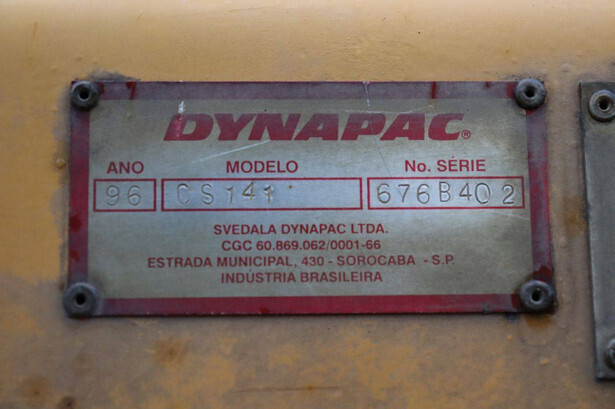 DYNAPAC®
ANO MODELO No. SÉRIE
96 CS141 676B402
SVEDALA DYNAPAC LTDA.
CGC 60.869.062/0001-66
ESTRADA MUNICIPAL, 430 - SOROCABA - S.P.
INDÚSTRIA BRASILEIRA